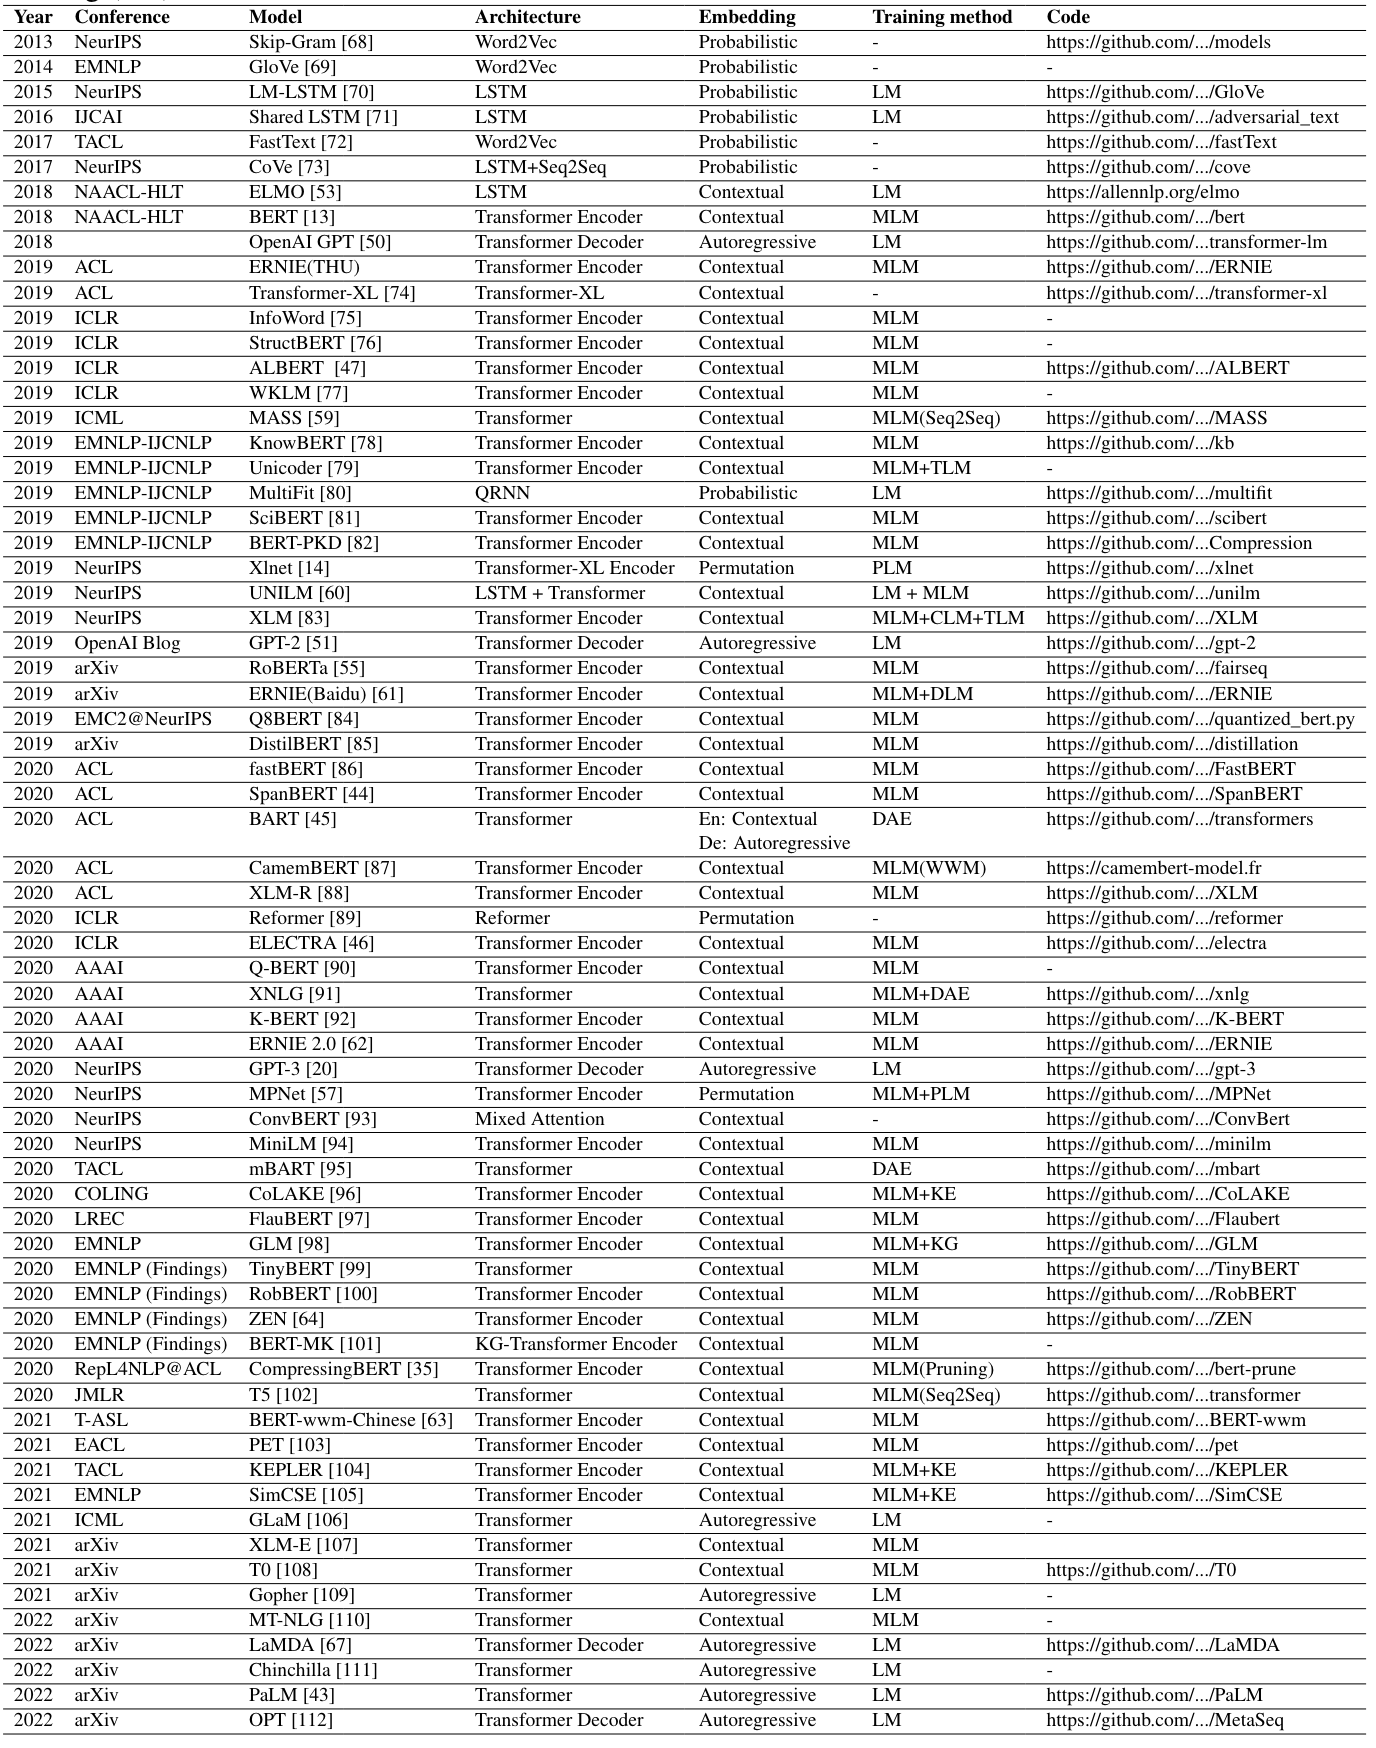 Year Conference Model Architecture Embedding Training method Code
2013 NeurIPS Skip-Gram [68] Word2Vec Probabilistic - https://github.com/.../models
2014 EMNLP GloVe [69] Word2Vec Probabilistic - -
2015 NeurIPS LM-LSTM [70] LSTM Probabilistic LM https://github.com/.../GloVe
2016 IJCAI Shared LSTM [71] LSTM Probabilistic LM https://github.com/.../adversarial_text
2017 TACL FastText [72] Word2Vec Probabilistic - https://github.com/.../fastText
2017 NeurIPS CoVe [73] LSTM+Seq2Seq Probabilistic - https://github.com/.../cove
2018 NAACL-HLT ELMO [53] LSTM Contextual LM https://allennlp.org/elmo
2018 NAACL-HLT BERT [13] Transformer Encoder Contextual MLM https://github.com/.../bert
2018 OpenAI GPT [50] Transformer Decoder Autoregressive LM https://github.com/...transformer-lm
2019 ACL ERNIE(THU) Transformer Encoder Contextual MLM https://github.com/.../ERNIE
2019 ACL Transformer-XL [74] Transformer-XL Contextual - https://github.com/.../transformer-xl
2019 ICLR InfoWord [75] Transformer Encoder Contextual MLM -
2019 ICLR StructBERT [76] Transformer Encoder Contextual MLM -
2019 ICLR ALBERT [47] Transformer Encoder Contextual MLM https://github.com/.../ALBERT
2019 ICLR WKLM [77] Transformer Encoder Contextual MLM -
2019 ICML MASS [59] Transformer Contextual MLM(Seq2Seq) https://github.com/.../MASS
2019 EMNLP-IJCNLP KnowBERT [78] Transformer Encoder Contextual MLM https://github.com/.../kb
2019 EMNLP-IJCNLP Unicoder [79] Transformer Encoder Contextual MLM+TLM -
2019 EMNLP-IJCNLP MultiFit [80] QRNN Probabilistic LM https://github.com/.../multifit
2019 EMNLP-IJCNLP SciBERT [81] Transformer Encoder Contextual MLM https://github.com/.../scibert
2019 EMNLP-IJCNLP BERT-PKD [82] Transformer Encoder Contextual MLM https://github.com/...Compression
2019 NeurIPS Xlnet [14] Transformer-XL Encoder Permutation PLM https://github.com/.../xlnet
2019 NeurIPS UNILM [60] LSTM + Transformer Contextual LM + MLM https://github.com/.../unilm
2019 NeurIPS XLM [83] Transformer Encoder Contextual MLM+CLM+TLM https://github.com/.../XLM
2019 OpenAI Blog GPT-2 [51] Transformer Decoder Autoregressive LM https://github.com/.../gpt-2
2019 arXiv RoBERTa [55] Transformer Encoder Contextual MLM https://github.com/.../fairseq
2019 arXiv ERNIE(Baidu) [61] Transformer Encoder Contextual MLM+DLM https://github.com/.../ERNIE
2019 EMC2@NeurIPS Q8BERT [84] Transformer Encoder Contextual MLM https://github.com/.../quantized_bert.py
2019 arXiv DistilBERT [85] Transformer Encoder Contextual MLM https://github.com/.../distillation
2020 ACL fastBERT [86] Transformer Encoder Contextual MLM https://github.com/.../FastBERT
2020 ACL SpanBERT [44] Transformer Encoder Contextual MLM https://github.com/.../SpanBERT
2020 ACL BART [45] Transformer En: Contextual DAE https://github.com/.../transformers
De: Autoregressive
2020 ACL CamemBERT [87] Transformer Encoder Contextual MLM(WWM) https://camembert-model.fr
2020 ACL XLM-R [88] Transformer Encoder Contextual MLM https://github.com/.../XLM
2020 ICLR Reformer [89] Reformer Permutation - https://github.com/.../reformer
2020 ICLR ELECTRA [46] Transformer Encoder Contextual MLM https://github.com/.../electra
2020 AAAI Q-BERT [90] Transformer Encoder Contextual MLM -
2020 AAAI XNLG [91] Transformer Contextual MLM+DAE https://github.com/.../xnlg
2020 AAAI K-BERT [92] Transformer Encoder Contextual MLM https://github.com/.../K-BERT
2020 AAAI ERNIE 2.0 [62] Transformer Encoder Contextual MLM https://github.com/.../ERNIE
2020 NeurIPS GPT-3 [20] Transformer Decoder Autoregressive LM https://github.com/.../gpt-3
2020 NeurIPS MPNet [57] Transformer Encoder Permutation MLM+PLM https://github.com/.../MPNet
2020 NeurIPS ConvBERT [93] Mixed Attention Contextual - https://github.com/.../ConvBert
2020 NeurIPS MiniLM [94] Transformer Encoder Contextual MLM https://github.com/.../minilm
2020 TACL mBART [95] Transformer Contextual DAE https://github.com/.../mbart
2020 COLING CoLAKE [96] Transformer Encoder Contextual MLM+KE https://github.com/.../CoLAKE
2020 LREC FlauBERT [97] Transformer Encoder Contextual MLM https://github.com/.../Flaubert
2020 EMNLP GLM [98] Transformer Encoder Contextual MLM+KG https://github.com/.../GLM
2020 EMNLP (Findings) TinyBERT [99] Transformer Contextual MLM https://github.com/.../TinyBERT
2020 EMNLP (Findings) RobBERT [100] Transformer Encoder Contextual MLM https://github.com/.../RobBERT
2020 EMNLP (Findings) ZEN [64] Transformer Encoder Contextual MLM https://github.com/.../ZEN
2020 EMNLP (Findings) BERT-MK [101] KG-Transformer Encoder Contextual MLM -
2020 RepL4NLP@ACL CompressingBERT [35] Transformer Encoder Contextual MLM(Pruning) https://github.com/.../bert-prune
2020 JMLR T5 [102] Transformer Contextual MLM(Seq2Seq) https://github.com/...transformer
2021 T-ASL BERT-wwm-Chinese [63] Transformer Encoder Contextual MLM https://github.com/...BERT-wwm
2021 EACL PET [103] Transformer Encoder Contextual MLM https://github.com/.../pet
2021 TACL KEPLER [104] Transformer Encoder Contextual MLM+KE https://github.com/.../KEPLER
2021 EMNLP SimCSE [105] Transformer Encoder Contextual MLM+KE https://github.com/.../SimCSE
2021 ICML GLaM [106] Transformer Autoregressive LM -
2021 arXiv XLM-E [107] Transformer Contextual MLM
2021 arXiv T0 [108] Transformer Contextual MLM https://github.com/.../T0
2021 arXiv Gopher [109] Transformer Autoregressive LM -
2022 arXiv MT-NLG [110] Transformer Contextual MLM -
2022 arXiv LaMDA [67] Transformer Decoder Autoregressive LM https://github.com/.../LaMDA
2022 arXiv Chinchilla [111] Transformer Autoregressive LM -
2022 arXiv PaLM [43] Transformer Autoregressive LM https://github.com/.../PaLM
2022 arXiv OPT [112] Transformer Decoder Autoregressive LM https://github.com/.../MetaSeq